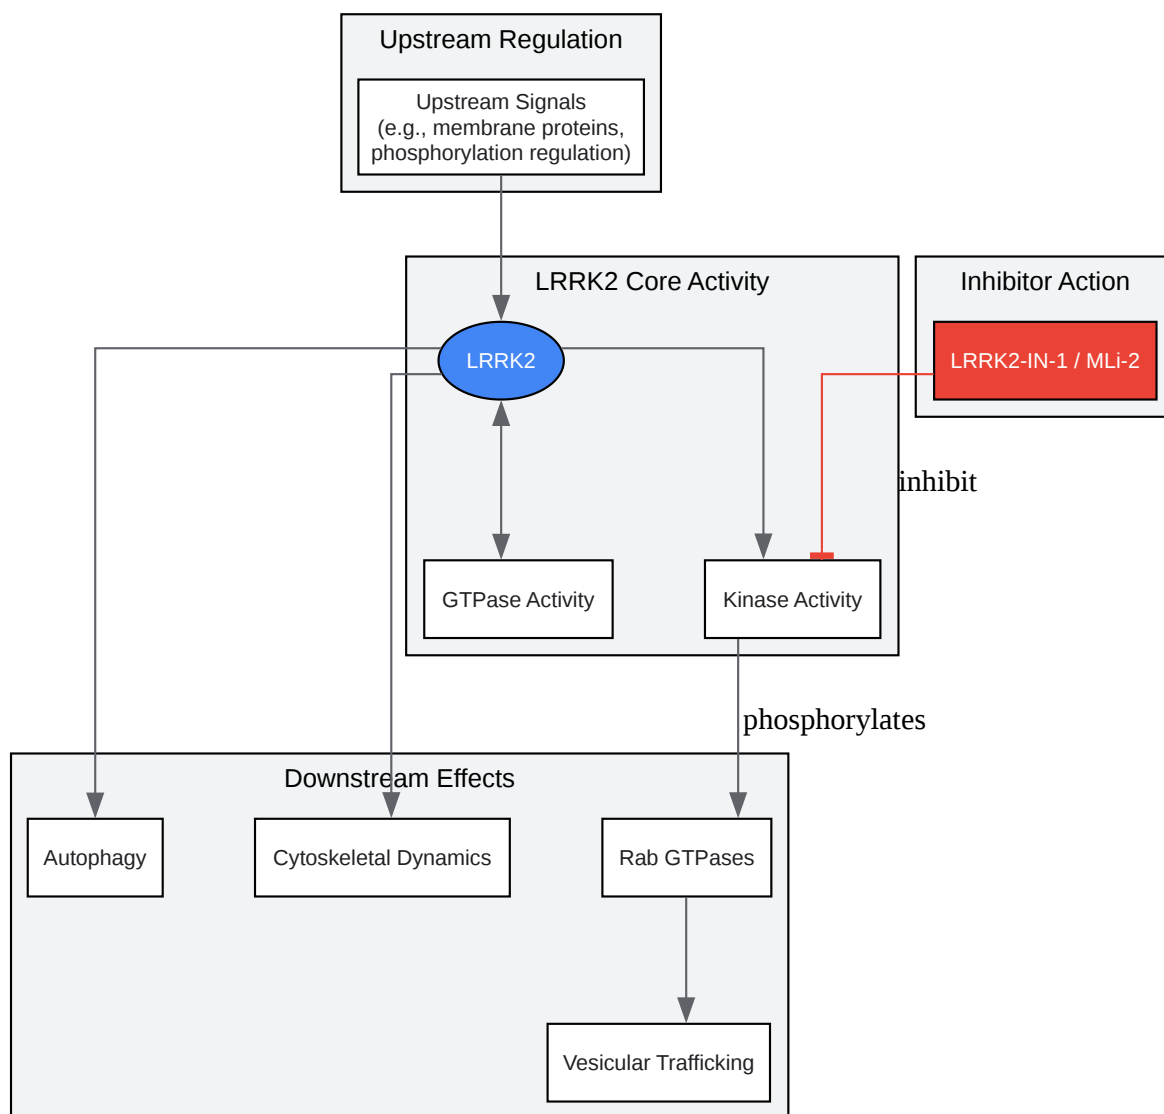 Upstream Regulation
Upstream Signals
(e.g., membrane proteins,
phosphorylation regulation)
LRRK2 Core Activity
Inhibitor Action
LRRK2
LRRK2-IN-1 / MLi-2
inhibit
GTPase Activity
Kinase Activity
phosphorylates
Downstream Effects
Autophagy
Cytoskeletal Dynamics
Rab GTPases
Vesicular Trafficking